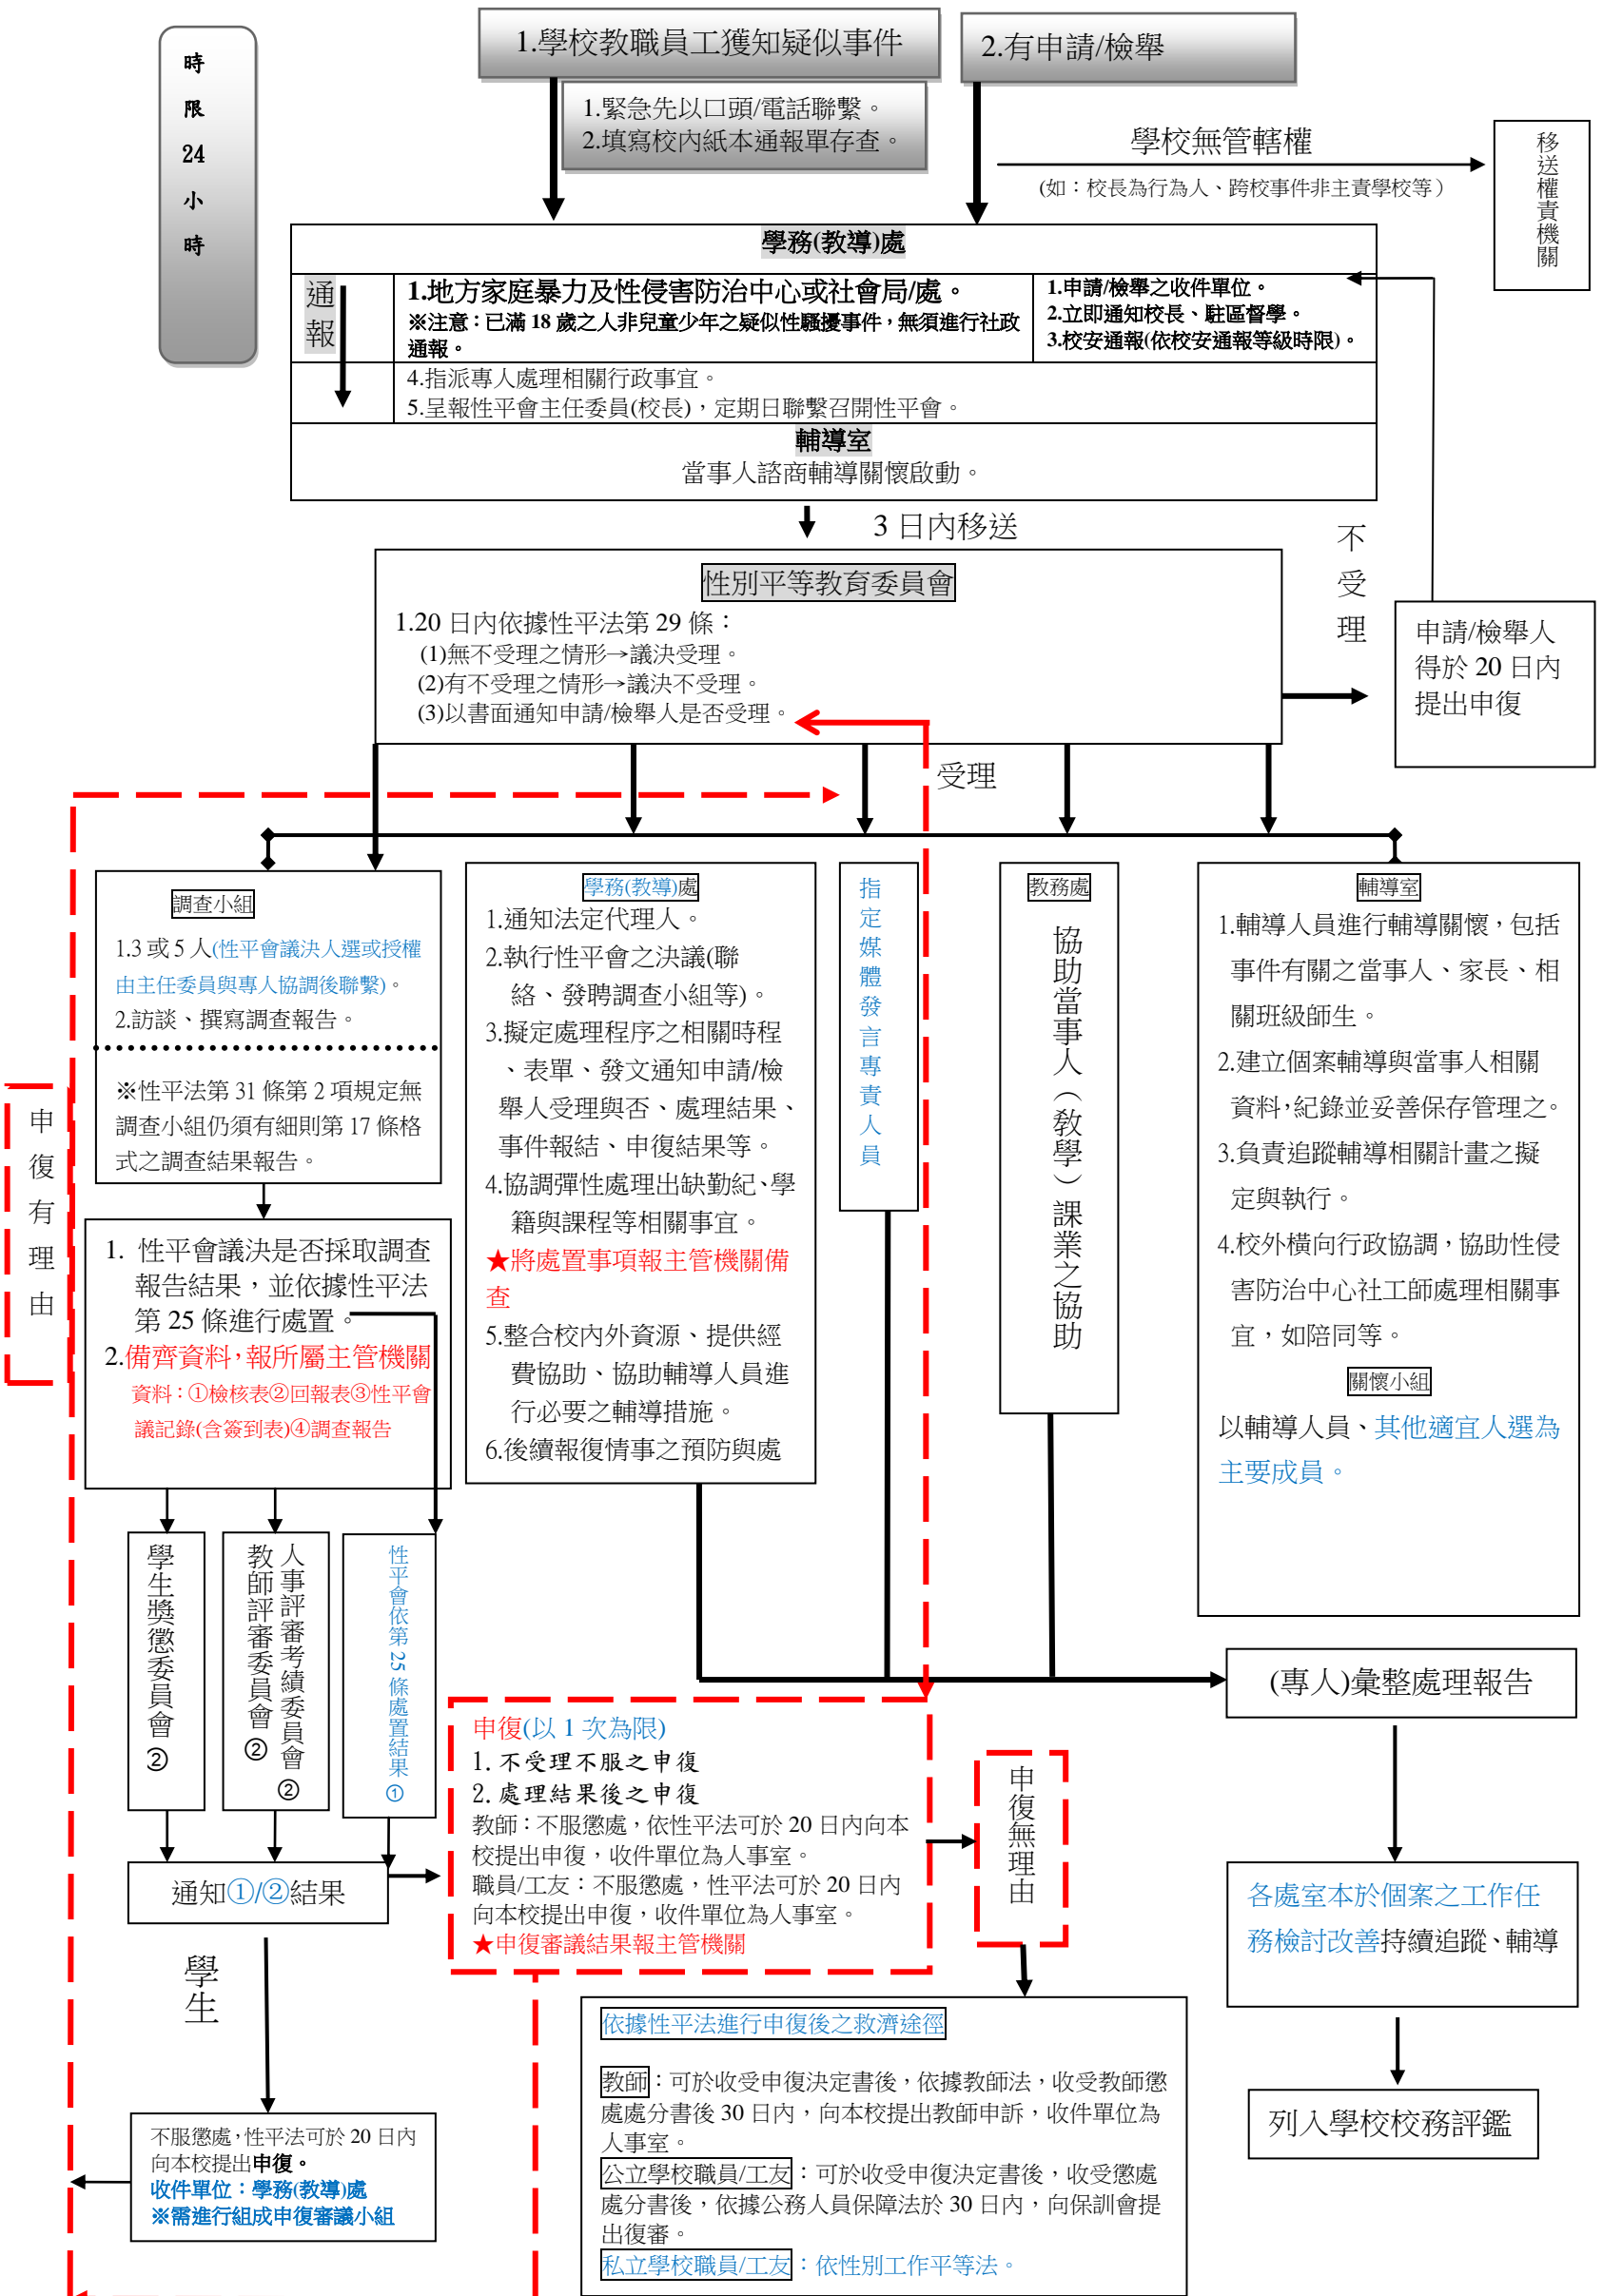 時
限
24
小
時
1.學校教職員工獲知疑似事件
2.有申請/檢舉
1.緊急先以口頭/電話聯繫。
2.填寫校內紙本通報單存查。
學校無管轄權
(如：校長為行為人、跨校事件非主責學校等）
移送權責機關
學務(教導)處
通
報
1.地方家庭暴力及性侵害防治中心或社會局/處。
※注意：已滿 18 歲之人非兒童少年之疑似性騷擾事件，無須進行社政
通報。
1.申請/檢舉之收件單位。
2.立即通知校長、駐區督學。
3.校安通報(依校安通報等級時限)。
4.指派專人處理相關行政事宜。
5.呈報性平會主任委員(校長)，定期日聯繫召開性平會。
輔導室
當事人諮商輔導關懷啟動。
3 日內移送
不
受
理
性別平等教育委員會
1.20 日內依據性平法第 29 條：
(1)無不受理之情形→議決受理。
(2)有不受理之情形→議決不受理。
(3)以書面通知申請/檢舉人是否受理。
申請/檢舉人
得於 20 日內
提出申復
受理
調查小組
1.3 或 5 人(性平會議決人選或授權
由主任委員與專人協調後聯繫)。
2.訪談、撰寫調查報告。
※性平法第 31 條第 2 項規定無
調查小組仍須有細則第 17 條格
式之調查結果報告。
學務(教導)處
1.通知法定代理人。
2.執行性平會之決議(聯
絡、發聘調查小組等)。
3.擬定處理程序之相關時程
、表單、發文通知申請/檢
舉人受理與否、處理結果、
事件報結、申復結果等。
4.協調彈性處理出缺勤紀、學
籍與課程等相關事宜。
★將處置事項報主管機關備
查
5.整合校內外資源、提供經
費協助、協助輔導人員進
行必要之輔導措施。
6.後續報復情事之預防與處
指定媒體發言專責人員
教務處
協助當事人（教學）課業之協助
輔導室
1.輔導人員進行輔導關懷，包括
事件有關之當事人、家長、相
關班級師生。
2.建立個案輔導與當事人相關
資料，紀錄並妥善保存管理之。
3.負責追蹤輔導相關計畫之擬
定與執行。
4.校外橫向行政協調，協助性侵
害防治中心社工師處理相關事
宜，如陪同等。
關懷小組
以輔導人員、其他適宜人選為
主要成員。
申
復
有
理
由
1. 性平會議決是否採取調查
報告結果，並依據性平法
第 25 條進行處置。
2.備齊資料，報所屬主管機關
資料：①檢核表②回報表③性平會
議記錄(含簽到表)④調查報告
學生獎懲委員會②
人事評審考績委員會②
教師評審委員會②
性平會依第 25 條處置結果①
通知①/②結果
學生
不服懲處，性平法可於 20 日內
向本校提出申復。
收件單位：學務(教導)處
※需進行組成申復審議小組
申復(以 1 次為限)
1. 不受理不服之申復
2. 處理結果後之申復
教師：不服懲處，依性平法可於 20 日內向本
校提出申復，收件單位為人事室。
職員/工友：不服懲處，性平法可於 20 日內
向本校提出申復，收件單位為人事室。
★申復審議結果報主管機關
申復無理由
依據性平法進行申復後之救濟途徑
教師：可於收受申復決定書後，依據教師法，收受教師懲
處處分書後 30 日內，向本校提出教師申訴，收件單位為
人事室。
公立學校職員/工友：可於收受申復決定書後，收受懲處
處分書後，依據公務人員保障法於 30 日內，向保訓會提
出復審。
私立學校職員/工友：依性別工作平等法。
(專人)彙整處理報告
各處室本於個案之工作任
務檢討改善持續追蹤、輔導
列入學校校務評鑑